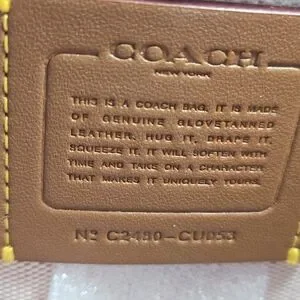 COACH
NEW YORK
THIS IS A COACH BAG. IT IS MADE
OF GENUINE GLOVETANNED
LEATHER. HUG IT, DRAPE IT,
SQUEEZE IT, IT WILL SOFTEN WITH
TIME AND TAKE ON A CHARACTER
THAT MAKES IT UNIQUELY YOURS.
Nº C2480-CU053